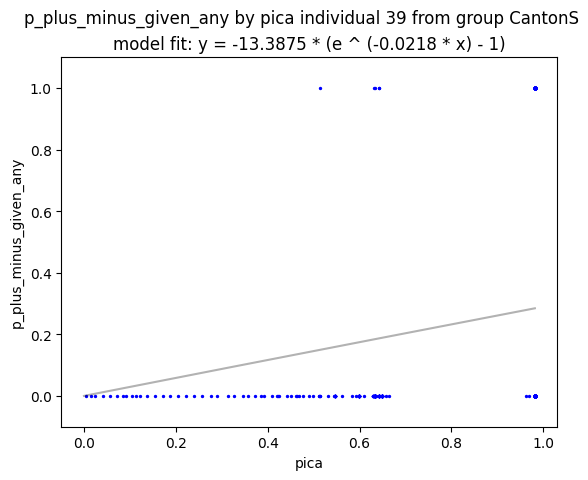 p_plus_minus_given_any by pica individual 39 from group CantonS
model fit: y = -13.3875 * (e ^ (-0.0218 * x) - 1)
p_plus_minus_given_any
1.0
0.8
0.6
0.4
0.2
0.0
0.0 0.2 0.4 0.6 0.8 1.0
pica